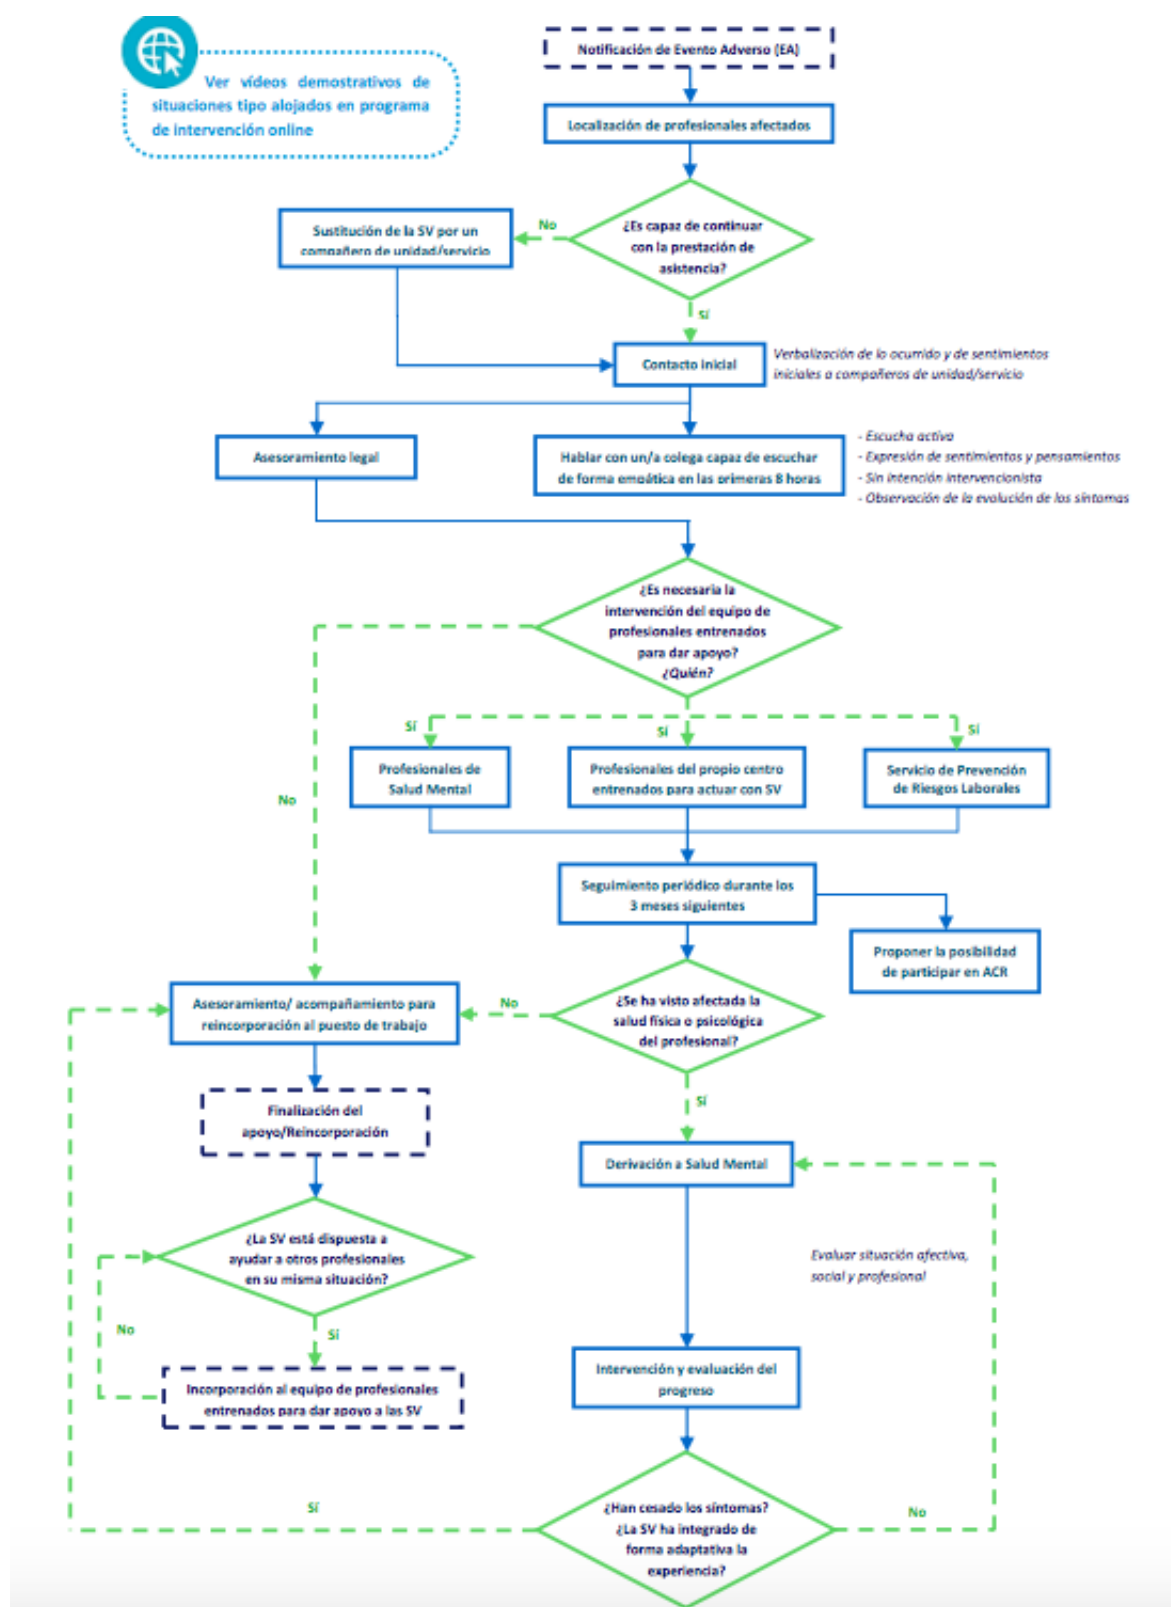 Ver vídeos demostrativos de
situaciones tipo alojados en programa
de intervención online
Notificación de Evento Adverso (EA)
Localización de profesionales afectados
¿Es capaz de continuar
con la prestación de
asistencia?
No
Sustitución de la SV por un
compañero de unidad/servicio
Sí
Contacto inicial
Verbalización de lo ocurrido y de sentimientos
iniciales a compañeros de unidad/servicio
Asesoramiento legal
Hablar con un/a colega capaz de escuchar
de forma empática en las primeras 8 horas
- Escucha activa
- Expresión de sentimientos y pensamientos
- Sin intención intervencionista
- Observación de la evolución de los síntomas
¿Es necesaria la
intervención del equipo de
profesionales entrenados
para dar apoyo?
¿Quién?
Sí
Sí
Sí
Profesionales de
Salud Mental
Profesionales del propio centro
entrenados para actuar con SV
Servicio de Prevención
de Riesgos Laborales
No
Seguimiento periódico durante los
3 meses siguientes
Proponer la posibilidad
de participar en ACR
Asesoramiento/ acompañamiento para
reincorporación al puesto de trabajo
No
¿Se ha visto afectada la
salud física o psicológica
del profesional?
Sí
Finalización del
apoyo/Reincorporación
Derivación a Salud Mental
¿La SV está dispuesta a
ayudar a otros profesionales
en su misma situación?
Evaluar situación afectiva,
social y profesional
No
Sí
Incorporación al equipo de profesionales
entrenados para dar apoyo a las SV
Intervención y evaluación del
progreso
Sí
¿Han cesado los síntomas?
¿La SV ha integrado de
forma adaptativa la
experiencia?
No